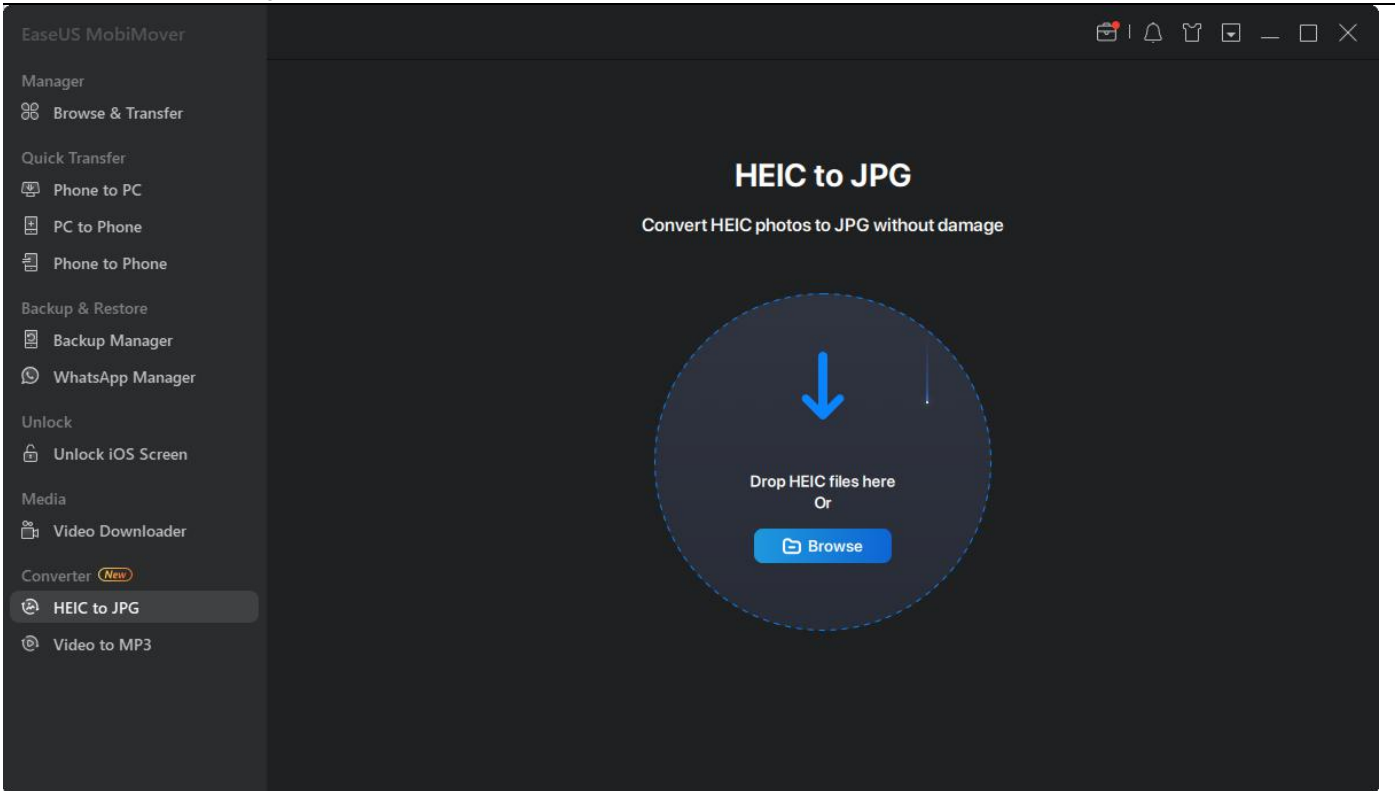 EaseUS MobiMover
Manager
Browse & Transfer
Quick Transfer
Phone to PC
PC to Phone
Phone to Phone
Backup & Restore
Backup Manager
WhatsApp Manager
Unlock
Unlock iOS Screen
Media
Video Downloader
Converter New
HEIC to JPG
Video to MP3
HEIC to JPG
Convert HEIC photos to JPG without damage
Drop HEIC files here
Or
Browse